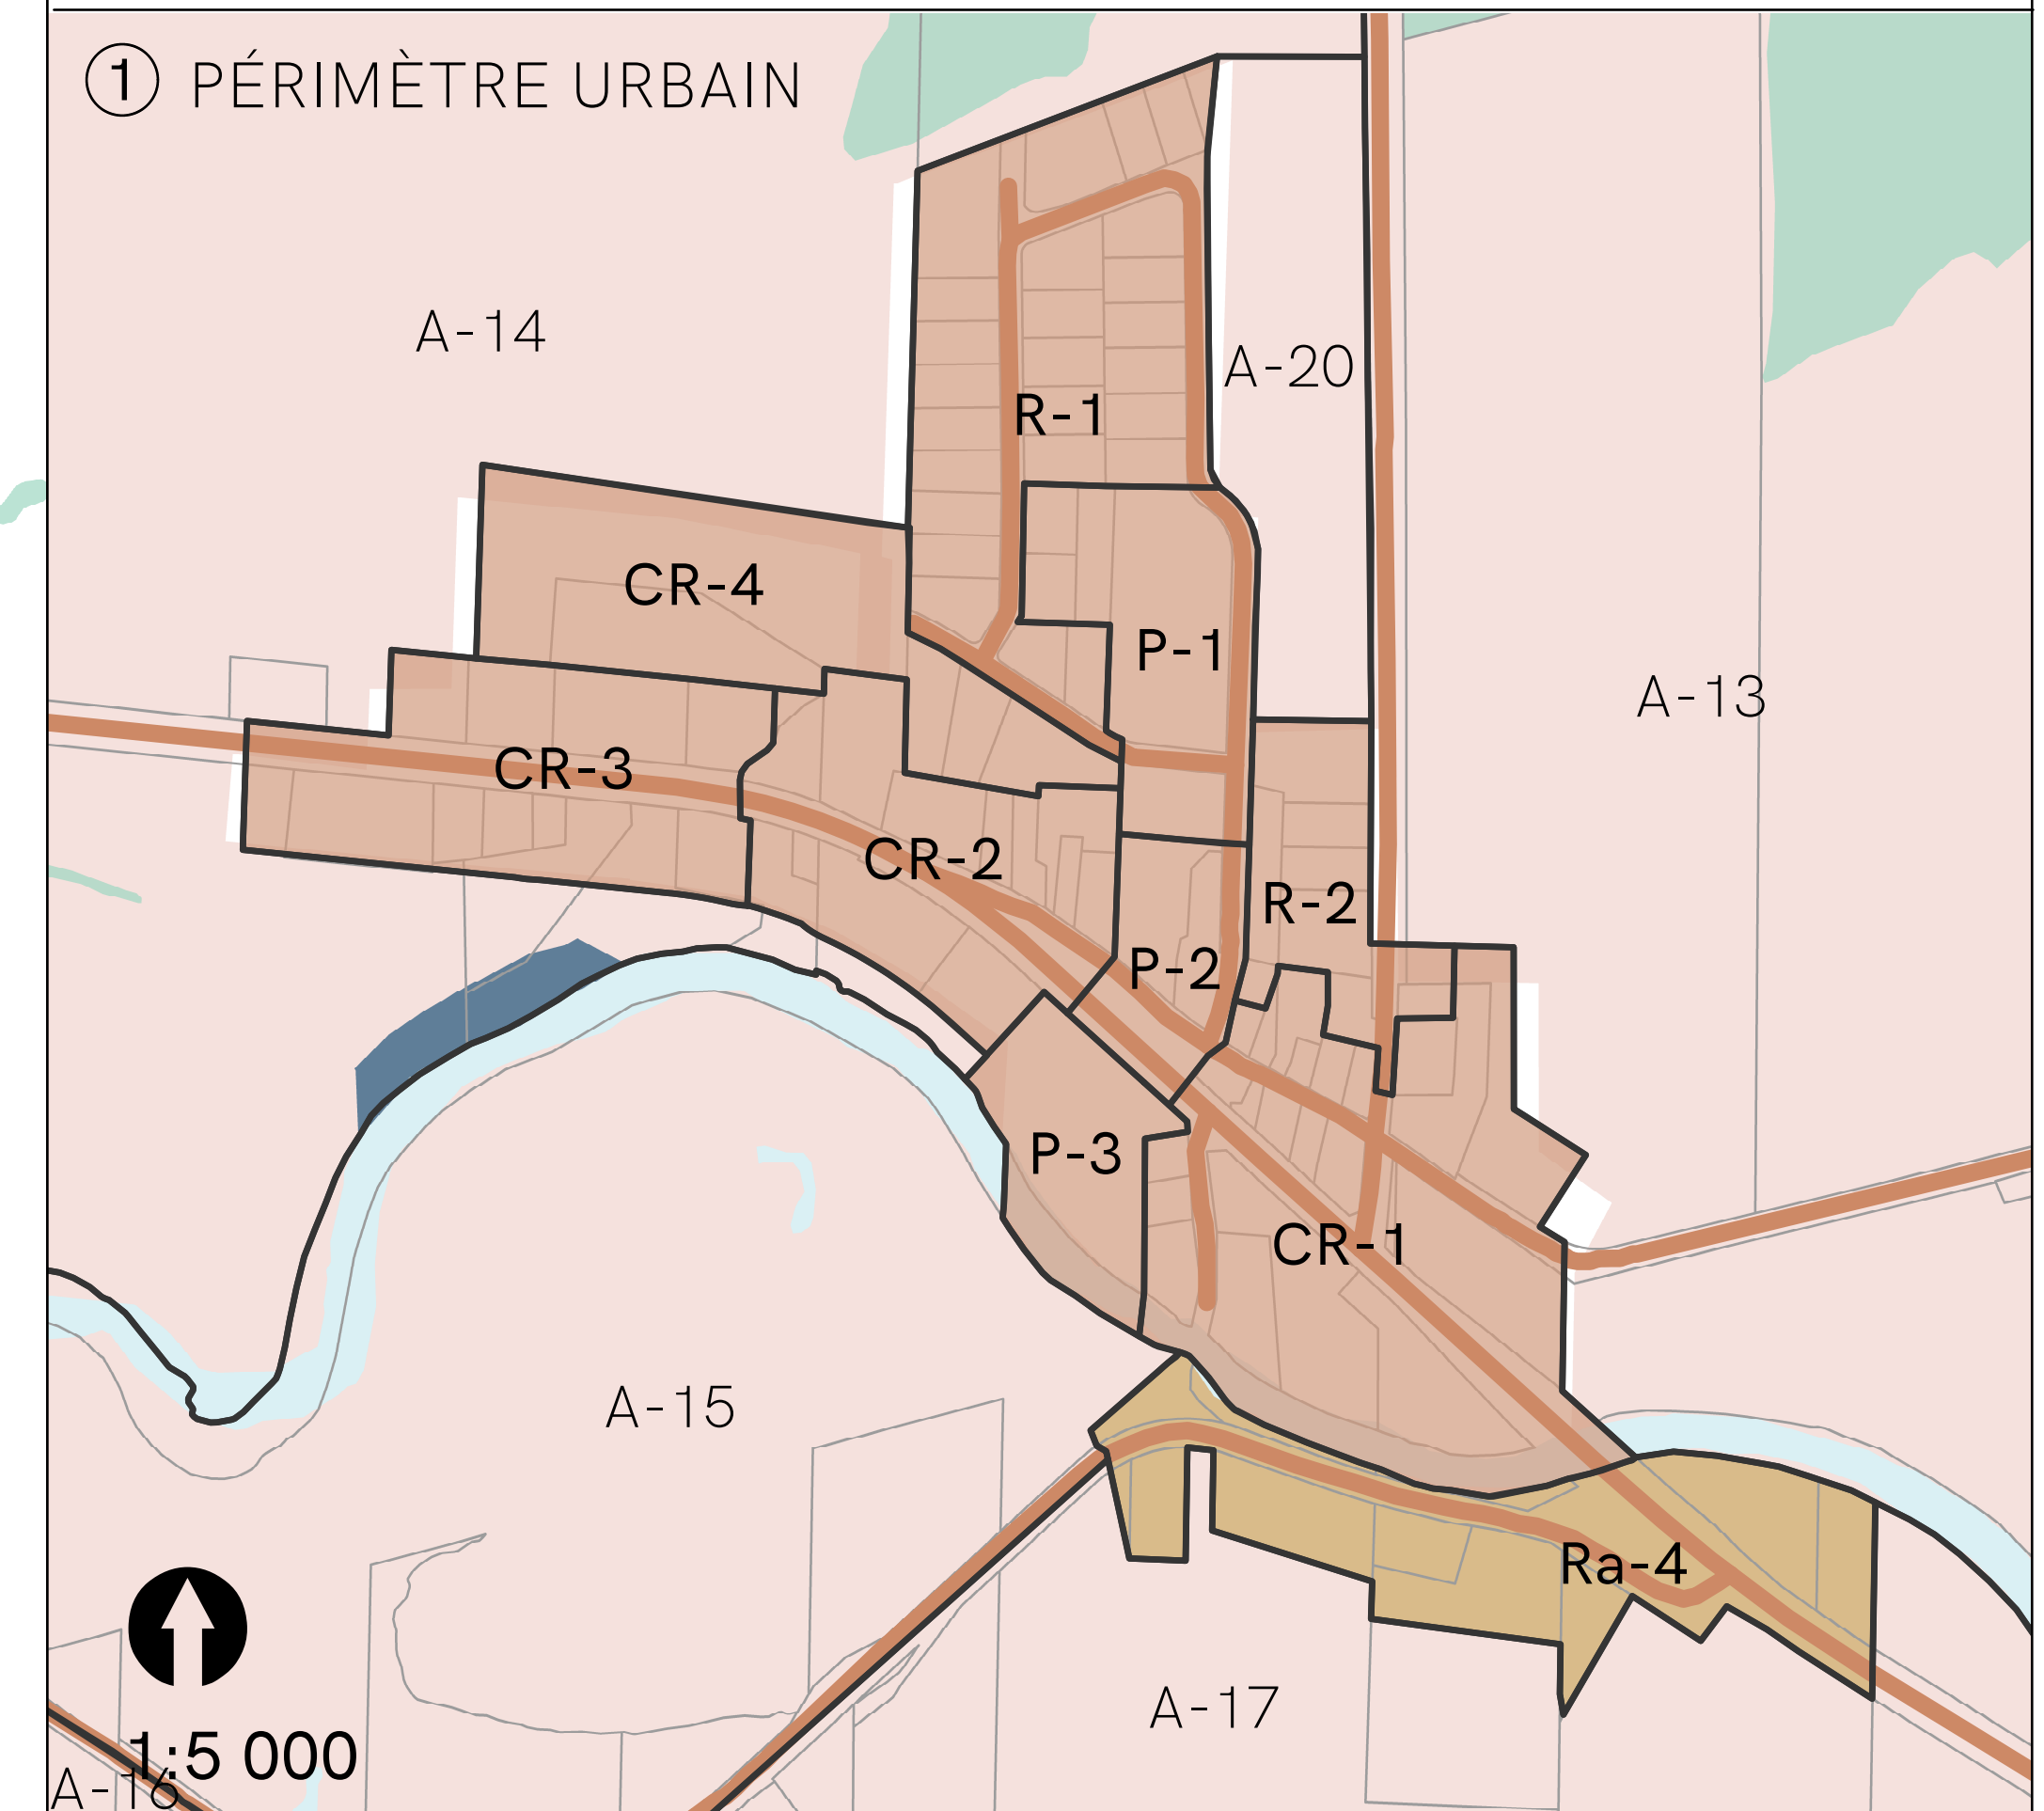 1 PÉRIMÈTRE URBAIN
A-14
A-20
R-1
CR-4
P-1
A-13
CR-3
CR-2
R-2
P-2
P-3
CR-1
A-15
Ra-4
A-17
1:5 000
A-16